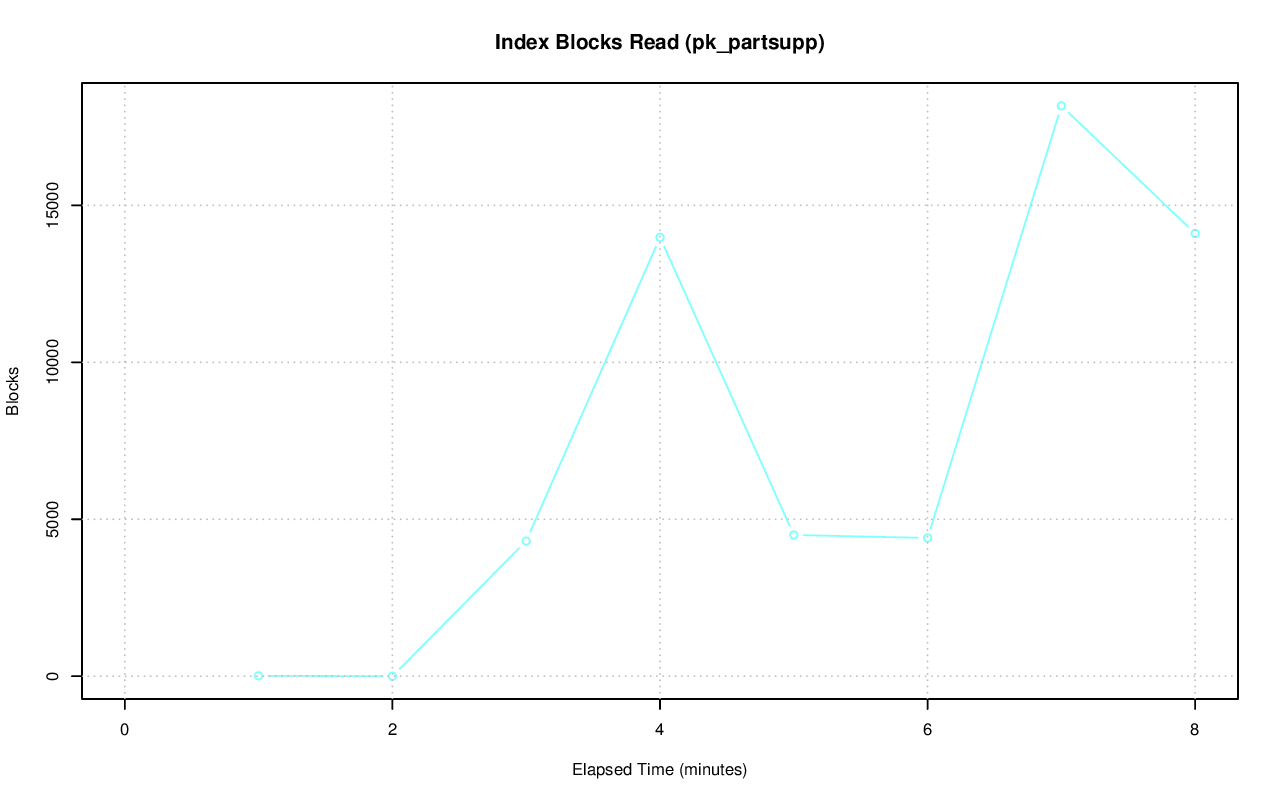 Index Blocks Read (pk_partsupp)
Blocks
15000
10000
5000
0
0 2 4 6 8
Elapsed Time (minutes)